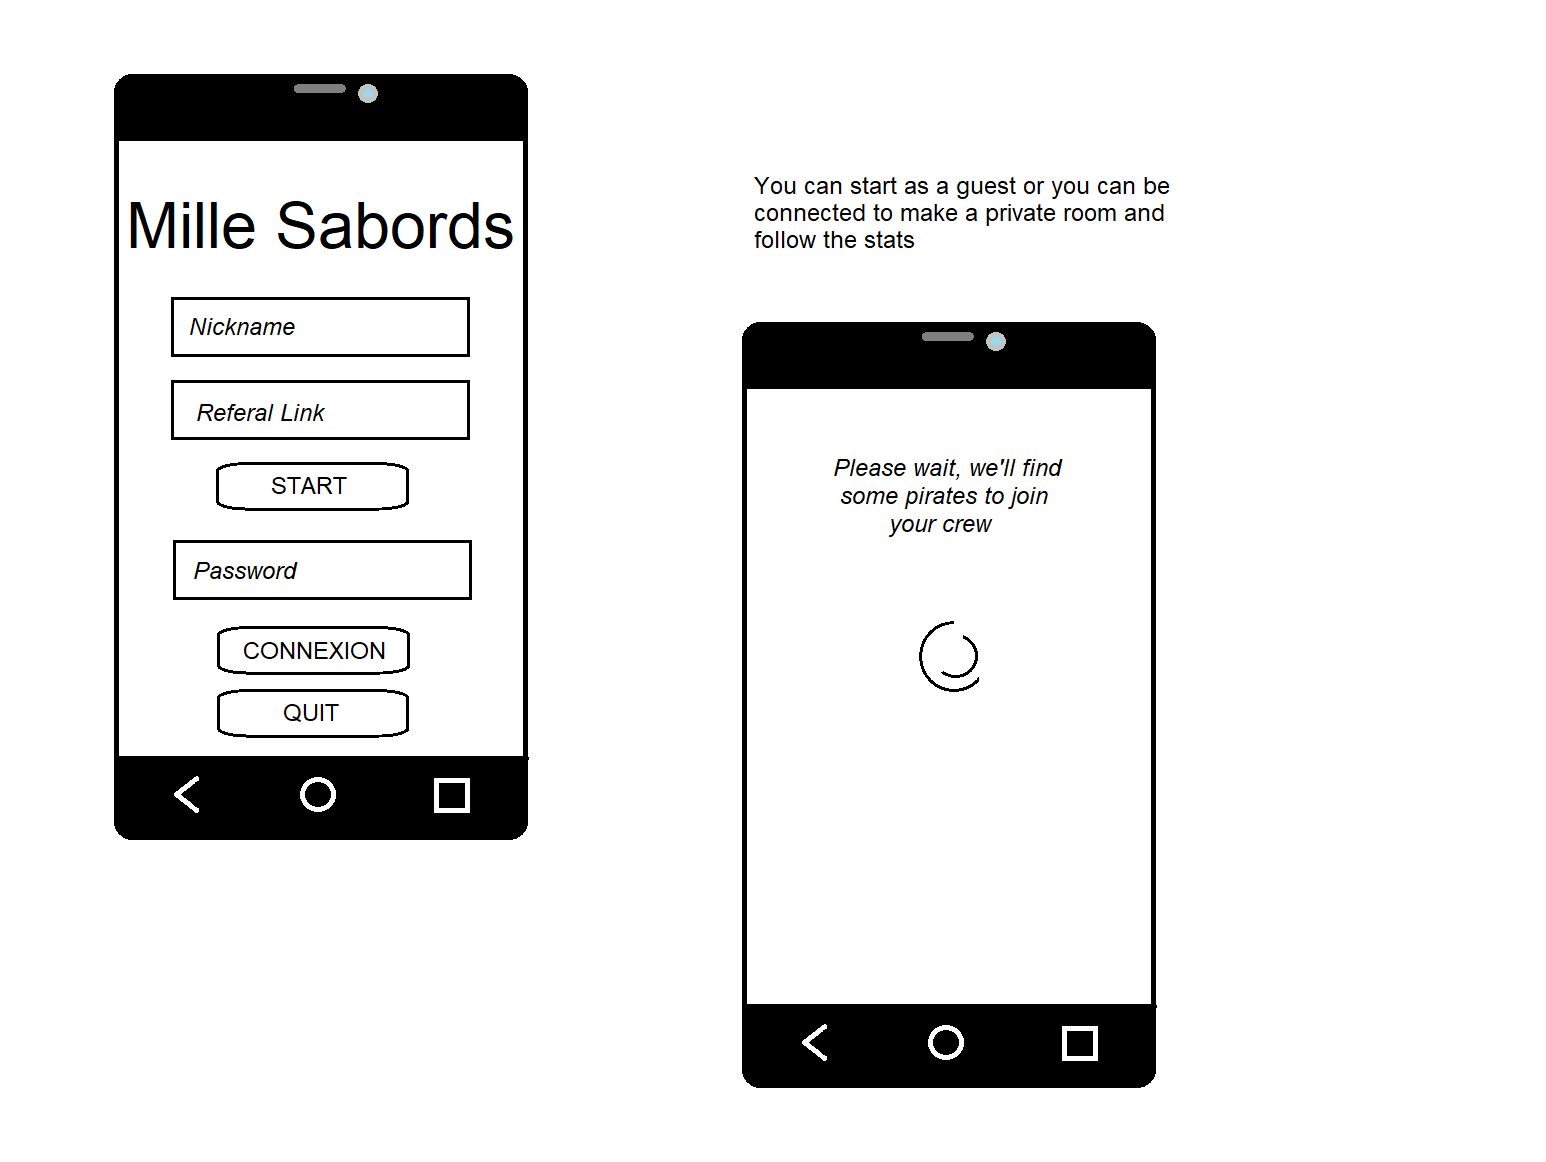 Mille Sabords
Nickname
Referal Link
START
Password
CONNEXION
QUIT
You can start as a guest or you can be
connected to make a private room and
follow the stats
Please wait, we'll find
some pirates to join
your crew